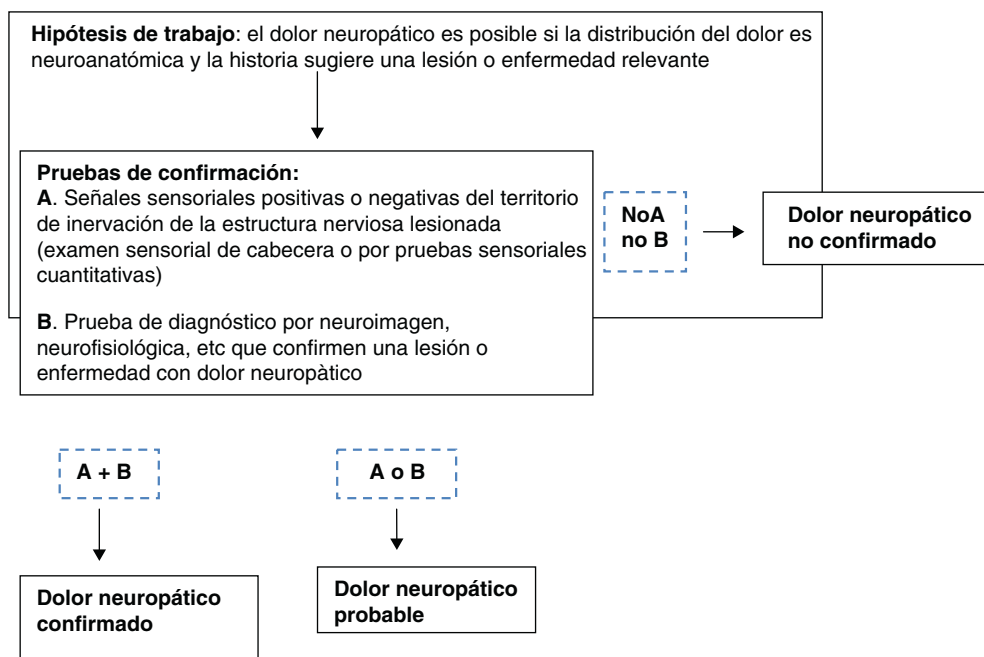 Hipótesis de trabajo: el dolor neuropático es posible si la distribución del dolor es
neuroanatómica y la historia sugiere una lesión o enfermedad relevante
Pruebas de confirmación:
A. Señales sensoriales positivas o negativas del territorio
de inervación de la estructura nerviosa lesionada
(examen sensorial de cabecera o por pruebas sensoriales
cuantitativas)
B. Prueba de diagnóstico por neuroimagen,
neurofisiológica, etc que confirmen una lesión o
enfermedad con dolor neuropàtico
NoA
no B
Dolor neuropático
no confirmado
A + B
A o B
Dolor neuropático
confirmado
Dolor neuropático
probable